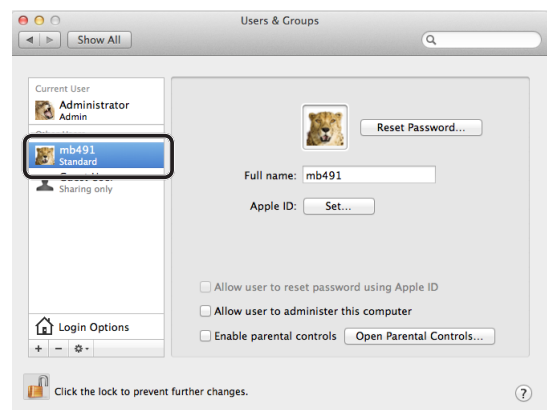 Users & Groups
Show All
Current User
Administrator
Admin
mb491
Standard
Sharing only
Login Options
Reset Password...
Full name: mb491
Apple ID: Set...
Allow user to reset password using Apple ID
Allow user to administer this computer
Enable parental controls Open Parental Controls...
Click the lock to prevent further changes.
?